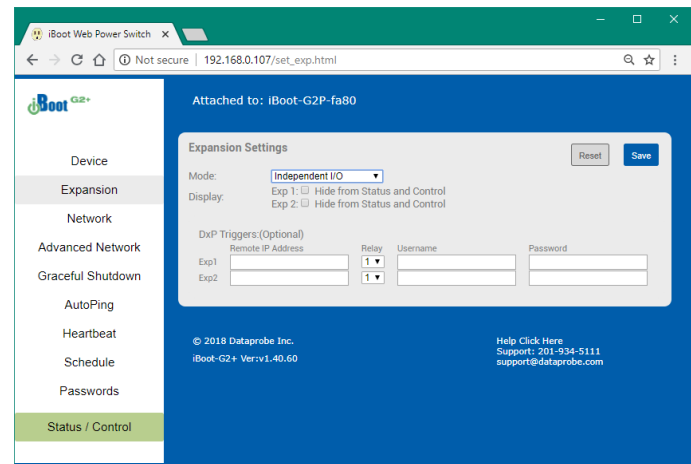 iBoot Web Power Switch
Not secure | 192.168.0.107/set_exp.html
iBoot G2+
Attached to: iBoot-G2P-fa80
Device
Expansion
Network
Advanced Network
Graceful Shutdown
AutoPing
Heartbeat
Schedule
Passwords
Status / Control
Expansion Settings
Reset
Save
Mode:
Independent I/O
Display:
Exp 1: Hide from Status and Control
Exp 2: Hide from Status and Control
DxP Triggers:(Optional)
Remote IP Address Relay Username Password
Exp1 1
Exp2 1
© 2018 Dataprobe Inc.
iBoot-G2+ Ver:v1.40.60
Help Click Here
Support: 201-934-5111
support@dataprobe.com